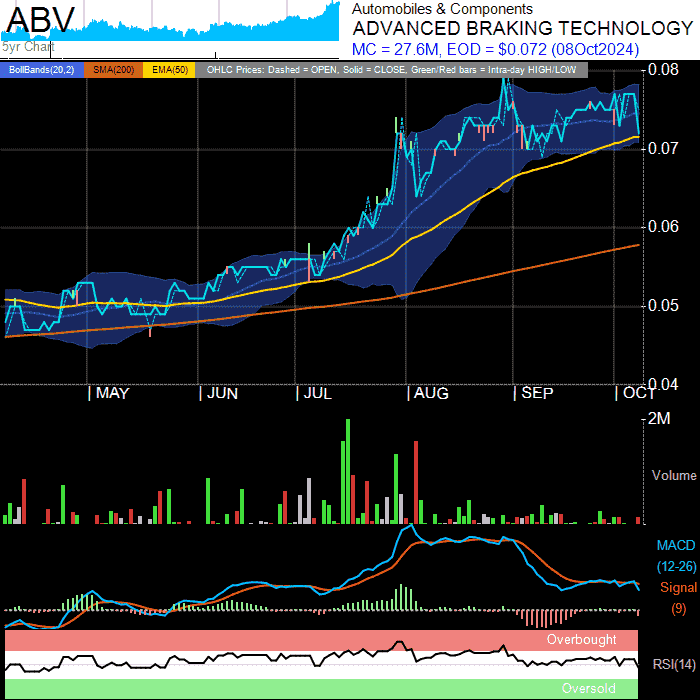 ABV
5yr Chart
Automobiles & Components
ADVANCED BRAKING TECHNOLOGY
MC = 27.6M, EOD = $0.072 (08Oct2024)
BollBands(20,2) SMA(200) EMA(50) OHLC Prices: Dashed = OPEN, Solid = CLOSE, Green/Red bars = Intra-day HIGH/LOW
0.08
0.07
0.06
0.05
0.04
| MAY | JUN | JUL | AUG | SEP | OCT
2M
Volume
MACD
(12-26)
Signal
(9)
Overbought
RSI(14)
Oversold